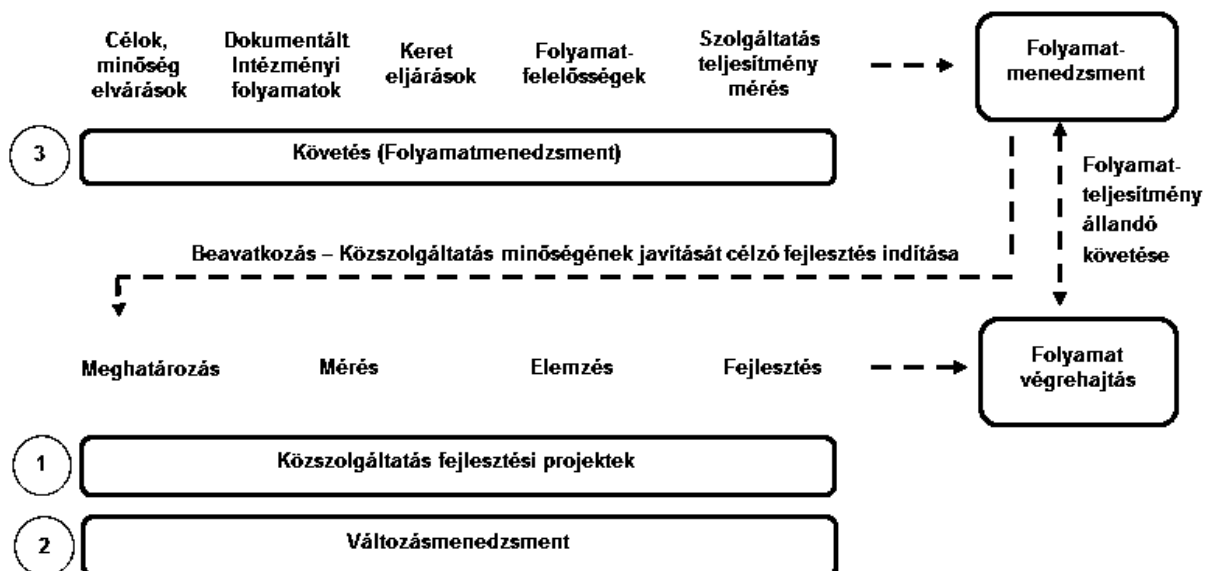 Célok,
minőség
elvárások
Dokumentált
Intézményi
folyamatok
Keret
eljárások
Folyamat-
felelősségek
Szolgáltatás
teljesítmény
mérés
Folyamat-
menedzsment
3
Követés (Folyamatmenedzsment)
Folyamat-
teljesítmény
állandó
követése
Beavatkozás – Közszolgáltatás minőségének javítását célzó fejlesztés indítása
Meghatározás
Mérés
Elemzés
Fejlesztés
Folyamat
végrehajtás
1
Közszolgáltatás fejlesztési projektek
2
Változásmenedzsment